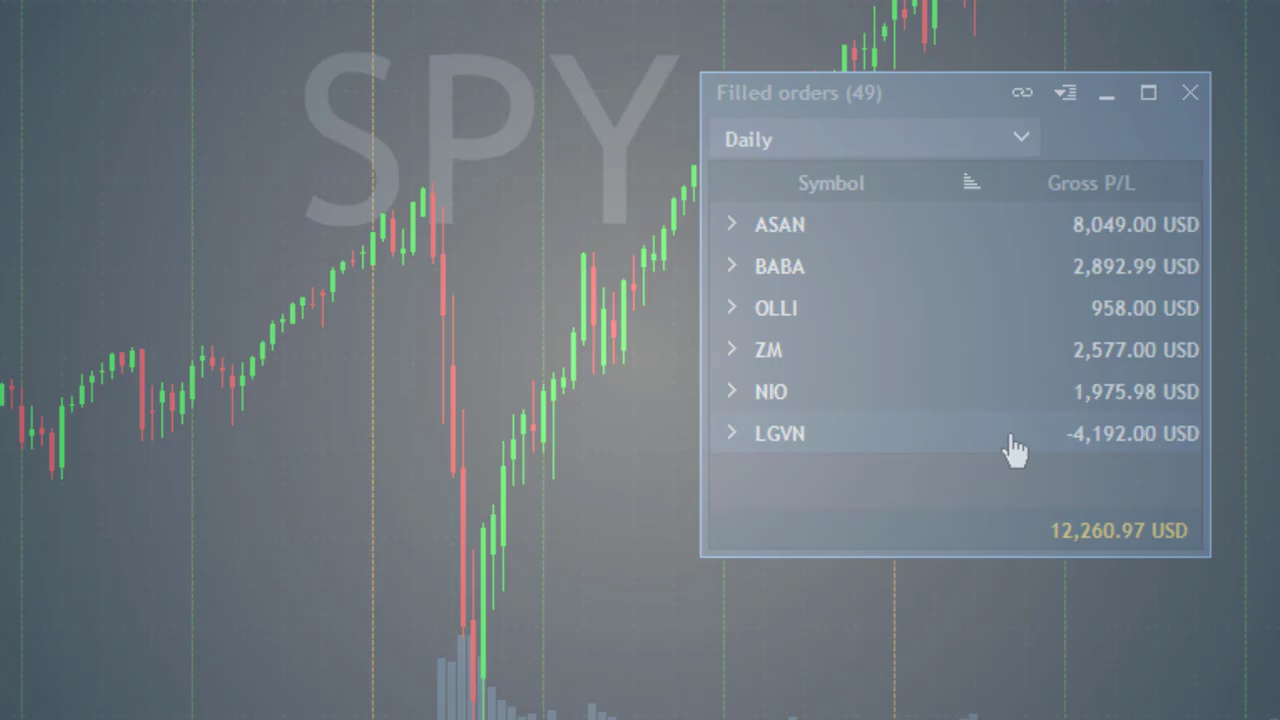 SPY
Filled orders (49)
Daily
Symbol Gross P/L
ASAN 8,049.00 USD
BABA 2,892.99 USD
OLLI 958.00 USD
ZM 2,577.00 USD
NIO 1,975.98 USD
LGVN -4,192.00 USD
12,260.97 USD